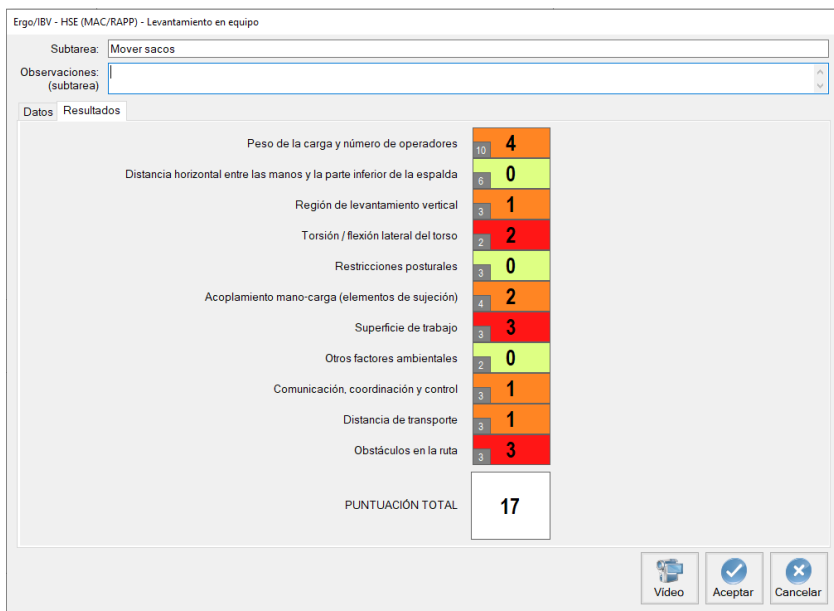 Ergo/IBV - HSE (MAC/RAPP) - Levantamiento en equipo
Subtarea: Mover sacos
Observaciones:
(subtarea)
Datos Resultados
Peso de la carga y número de operadores 10 4
Distancia horizontal entre las manos y la parte inferior de la espalda 6 0
Región de levantamiento vertical 3 1
Torsión / flexión lateral del torso 2 2
Restricciones posturales 3 0
Acoplamiento mano-carga (elementos de sujeción) 4 2
Superficie de trabajo 3 3
Otros factores ambientales 2 0
Comunicación, coordinación y control 3 1
Distancia de transporte 3 1
Obstáculos en la ruta 3 3
PUNTUACIÓN TOTAL 17
Vídeo Aceptar Cancelar